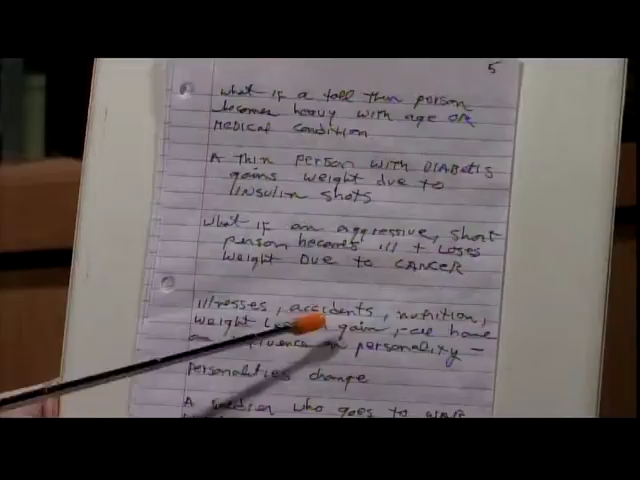 5
what if a tall thin person
becomes heavy with age or
medical condition
A thin person with DIABETIS
gains weight due to
INSULIN shots
what if an aggressive, short
person becomes ill + loses
weight due to CANCER
illnesses, accidents, nutrition,
weight gain, all have
influence personality -
personalities change
A who goes to